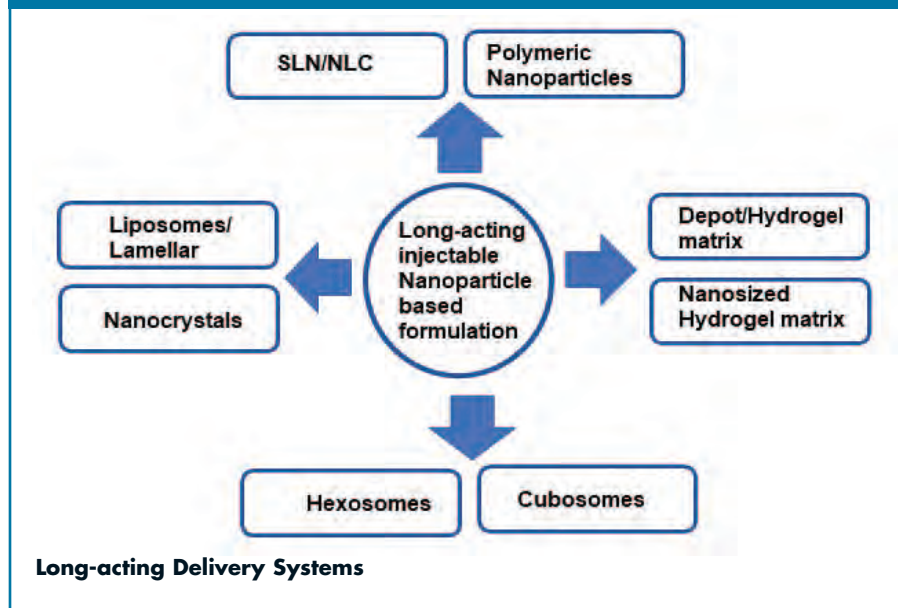 SLN/NLC
Polymeric
Nanoparticles
Liposomes/
Lamellar
Nanocrystals
Long-acting
injectable
Nanoparticle
based
formulation
Depot/Hydrogel
matrix
Nanosized
Hydrogel matrix
Hexosomes
Cubosomes
Long-acting Delivery Systems